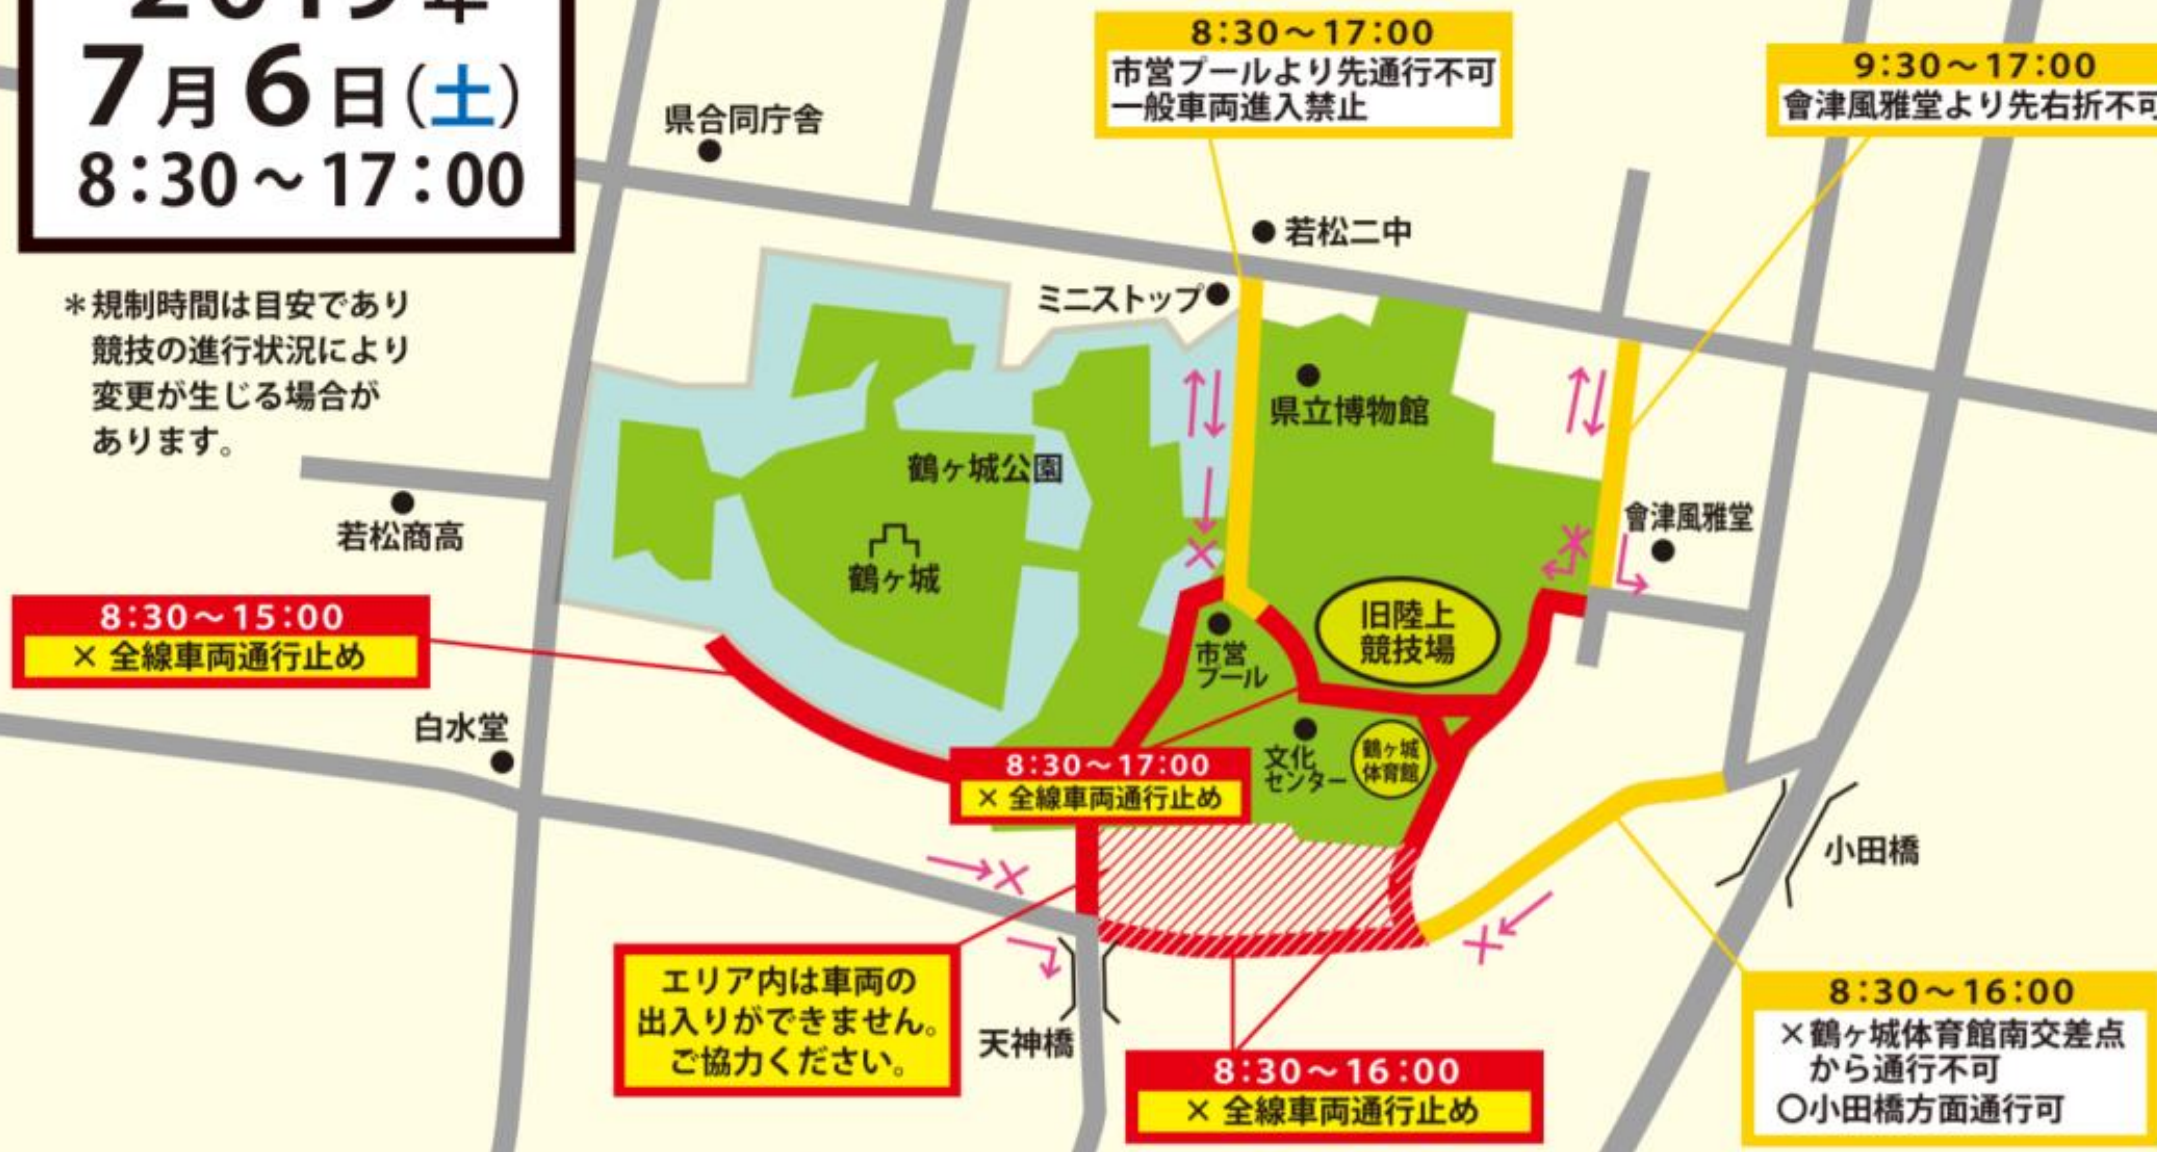 2019年
7月6日(土)
8:30〜17:00
*規制時間は目安であり
競技の進行状況により
変更が生じる場合が
あります。
8:30〜17:00
市営プールより先通行不可
一般車両進入禁止
9:30〜17:00
會津風雅堂より先右折不可
県合同庁舎
若松二中
ミニストップ
県立博物館
鶴ヶ城公園
鶴ヶ城
若松商高
會津風雅堂
8:30〜15:00
× 全線車両通行止め
旧陸上
競技場
市営
プール
白水堂
文化
センター
鶴ヶ城
体育館
8:30〜17:00
× 全線車両通行止め
小田橋
エリア内は車両の
出入りができません。
ご協力ください。
天神橋
8:30〜16:00
× 全線車両通行止め
8:30〜16:00
×鶴ヶ城体育館南交差点
から通行不可
○小田橋方面通行可